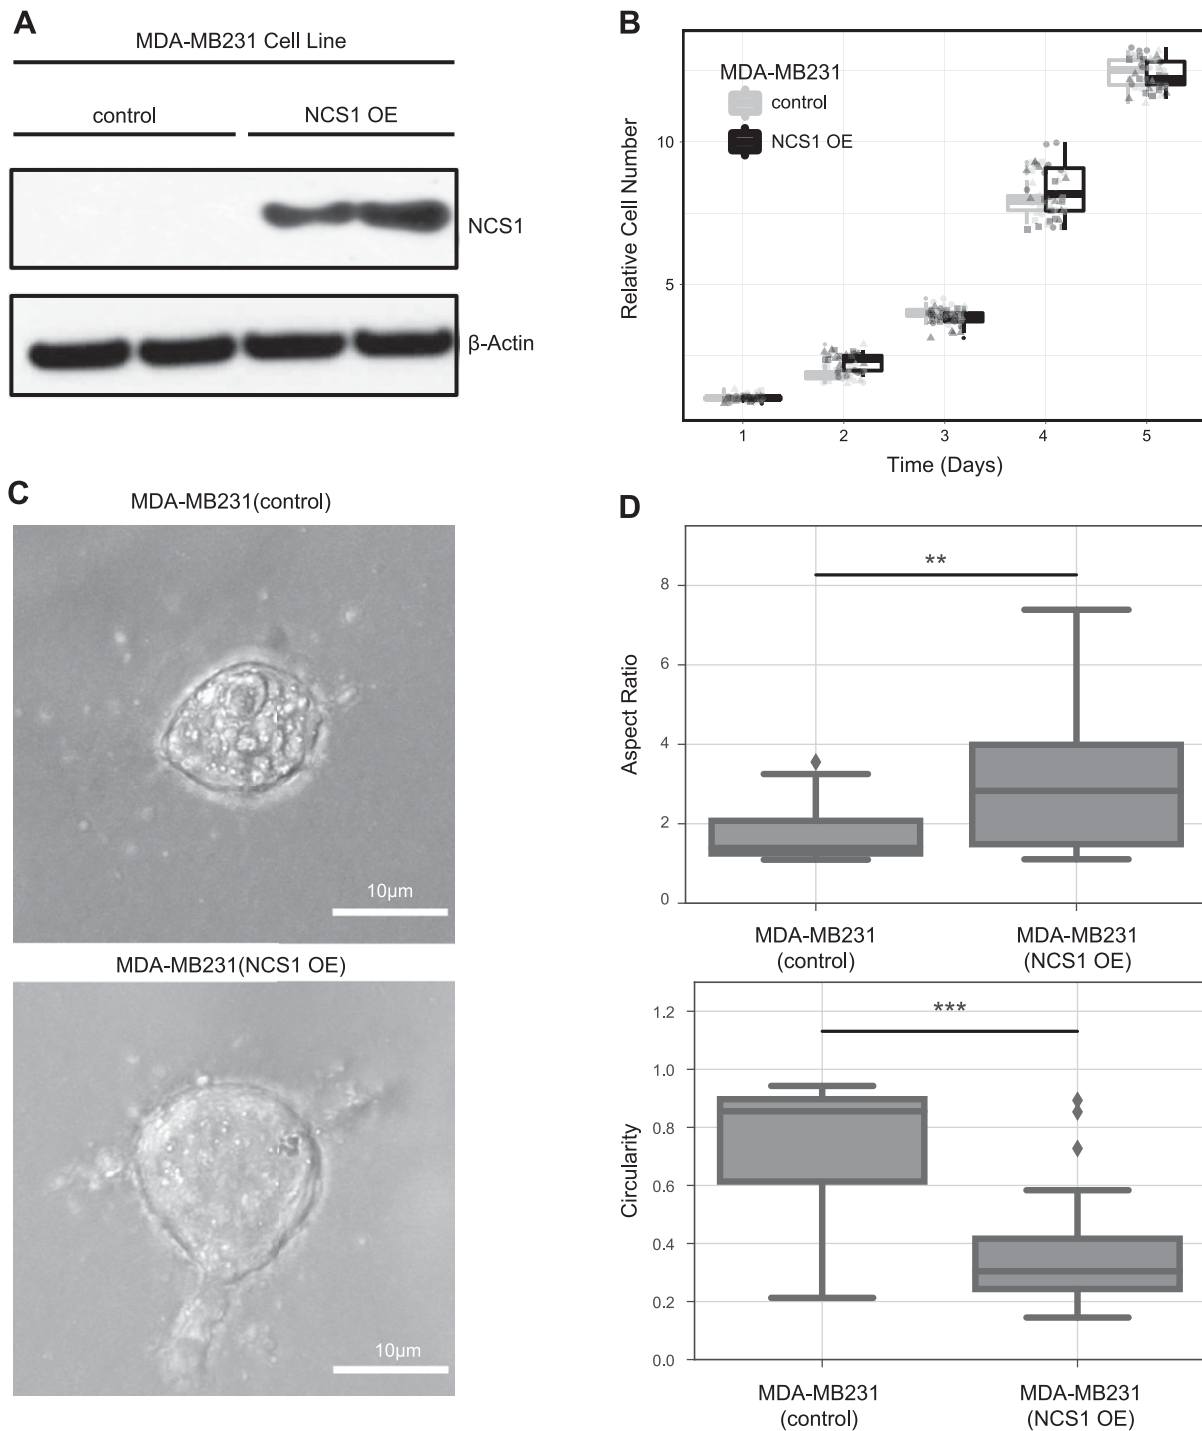 A
MDA-MB231 Cell Line
control
NCS1 OE
NCS1
β-Actin
B
MDA-MB231
control
NCS1 OE
Relative Cell Number
10
5
1
2
3
4
5
Time (Days)
C
MDA-MB231(control)
10μm
MDA-MB231(NCS1 OE)
10μm
D
**
Aspect Ratio
8
6
4
2
0
MDA-MB231
(control)
MDA-MB231
(NCS1 OE)
***
Circularity
1.2
1.0
0.8
0.6
0.4
0.2
0.0
MDA-MB231
(control)
MDA-MB231
(NCS1 OE)